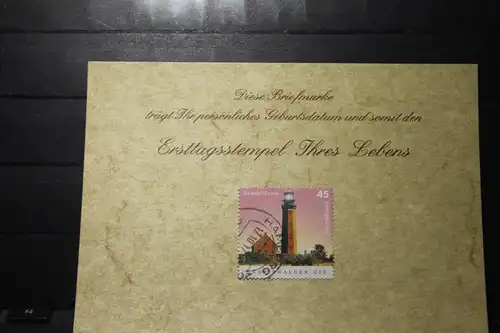 Diese Briefmarke
trägt Ihr persönliches Geburtsdatum und somit den
Ersttagsstempel Ihres Lebens
45